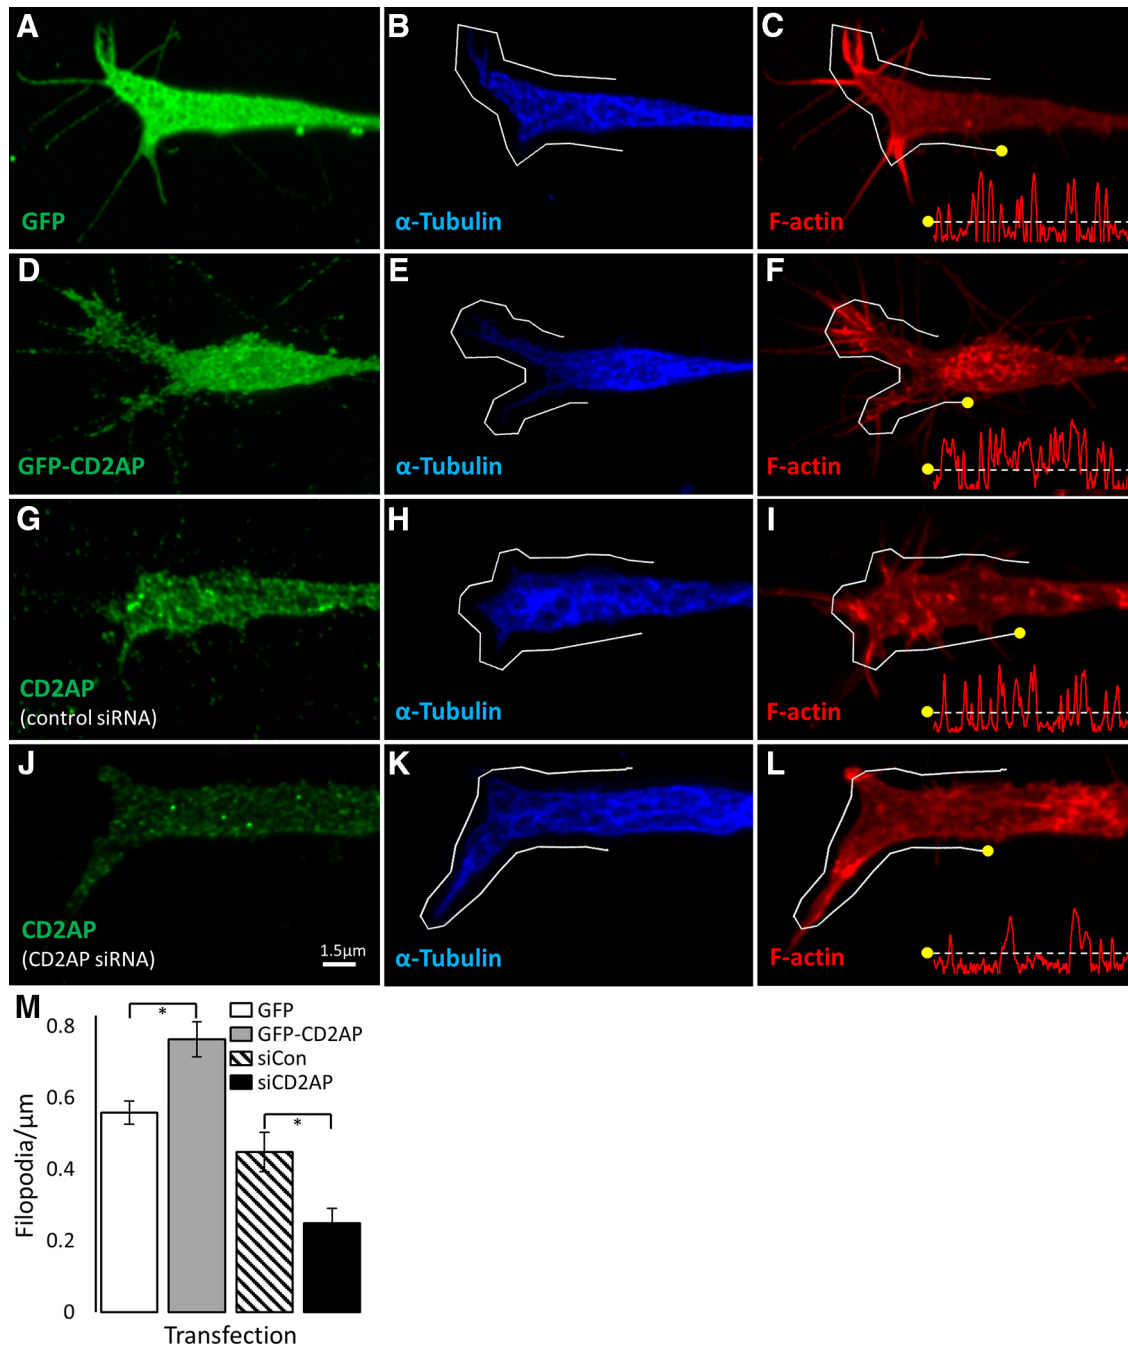 A
B
C
GFP
α-Tubulin
F-actin
D
E
F
GFP-CD2AP
α-Tubulin
F-actin
G
H
I
CD2AP
(control siRNA)
α-Tubulin
F-actin
J
K
L
CD2AP
(CD2AP siRNA)
1.5μm
α-Tubulin
F-actin
M
0.8
0.6
0.4
0.2
0
Filopodia/μm
*
*
GFP
GFP-CD2AP
siCon
siCD2AP
Transfection